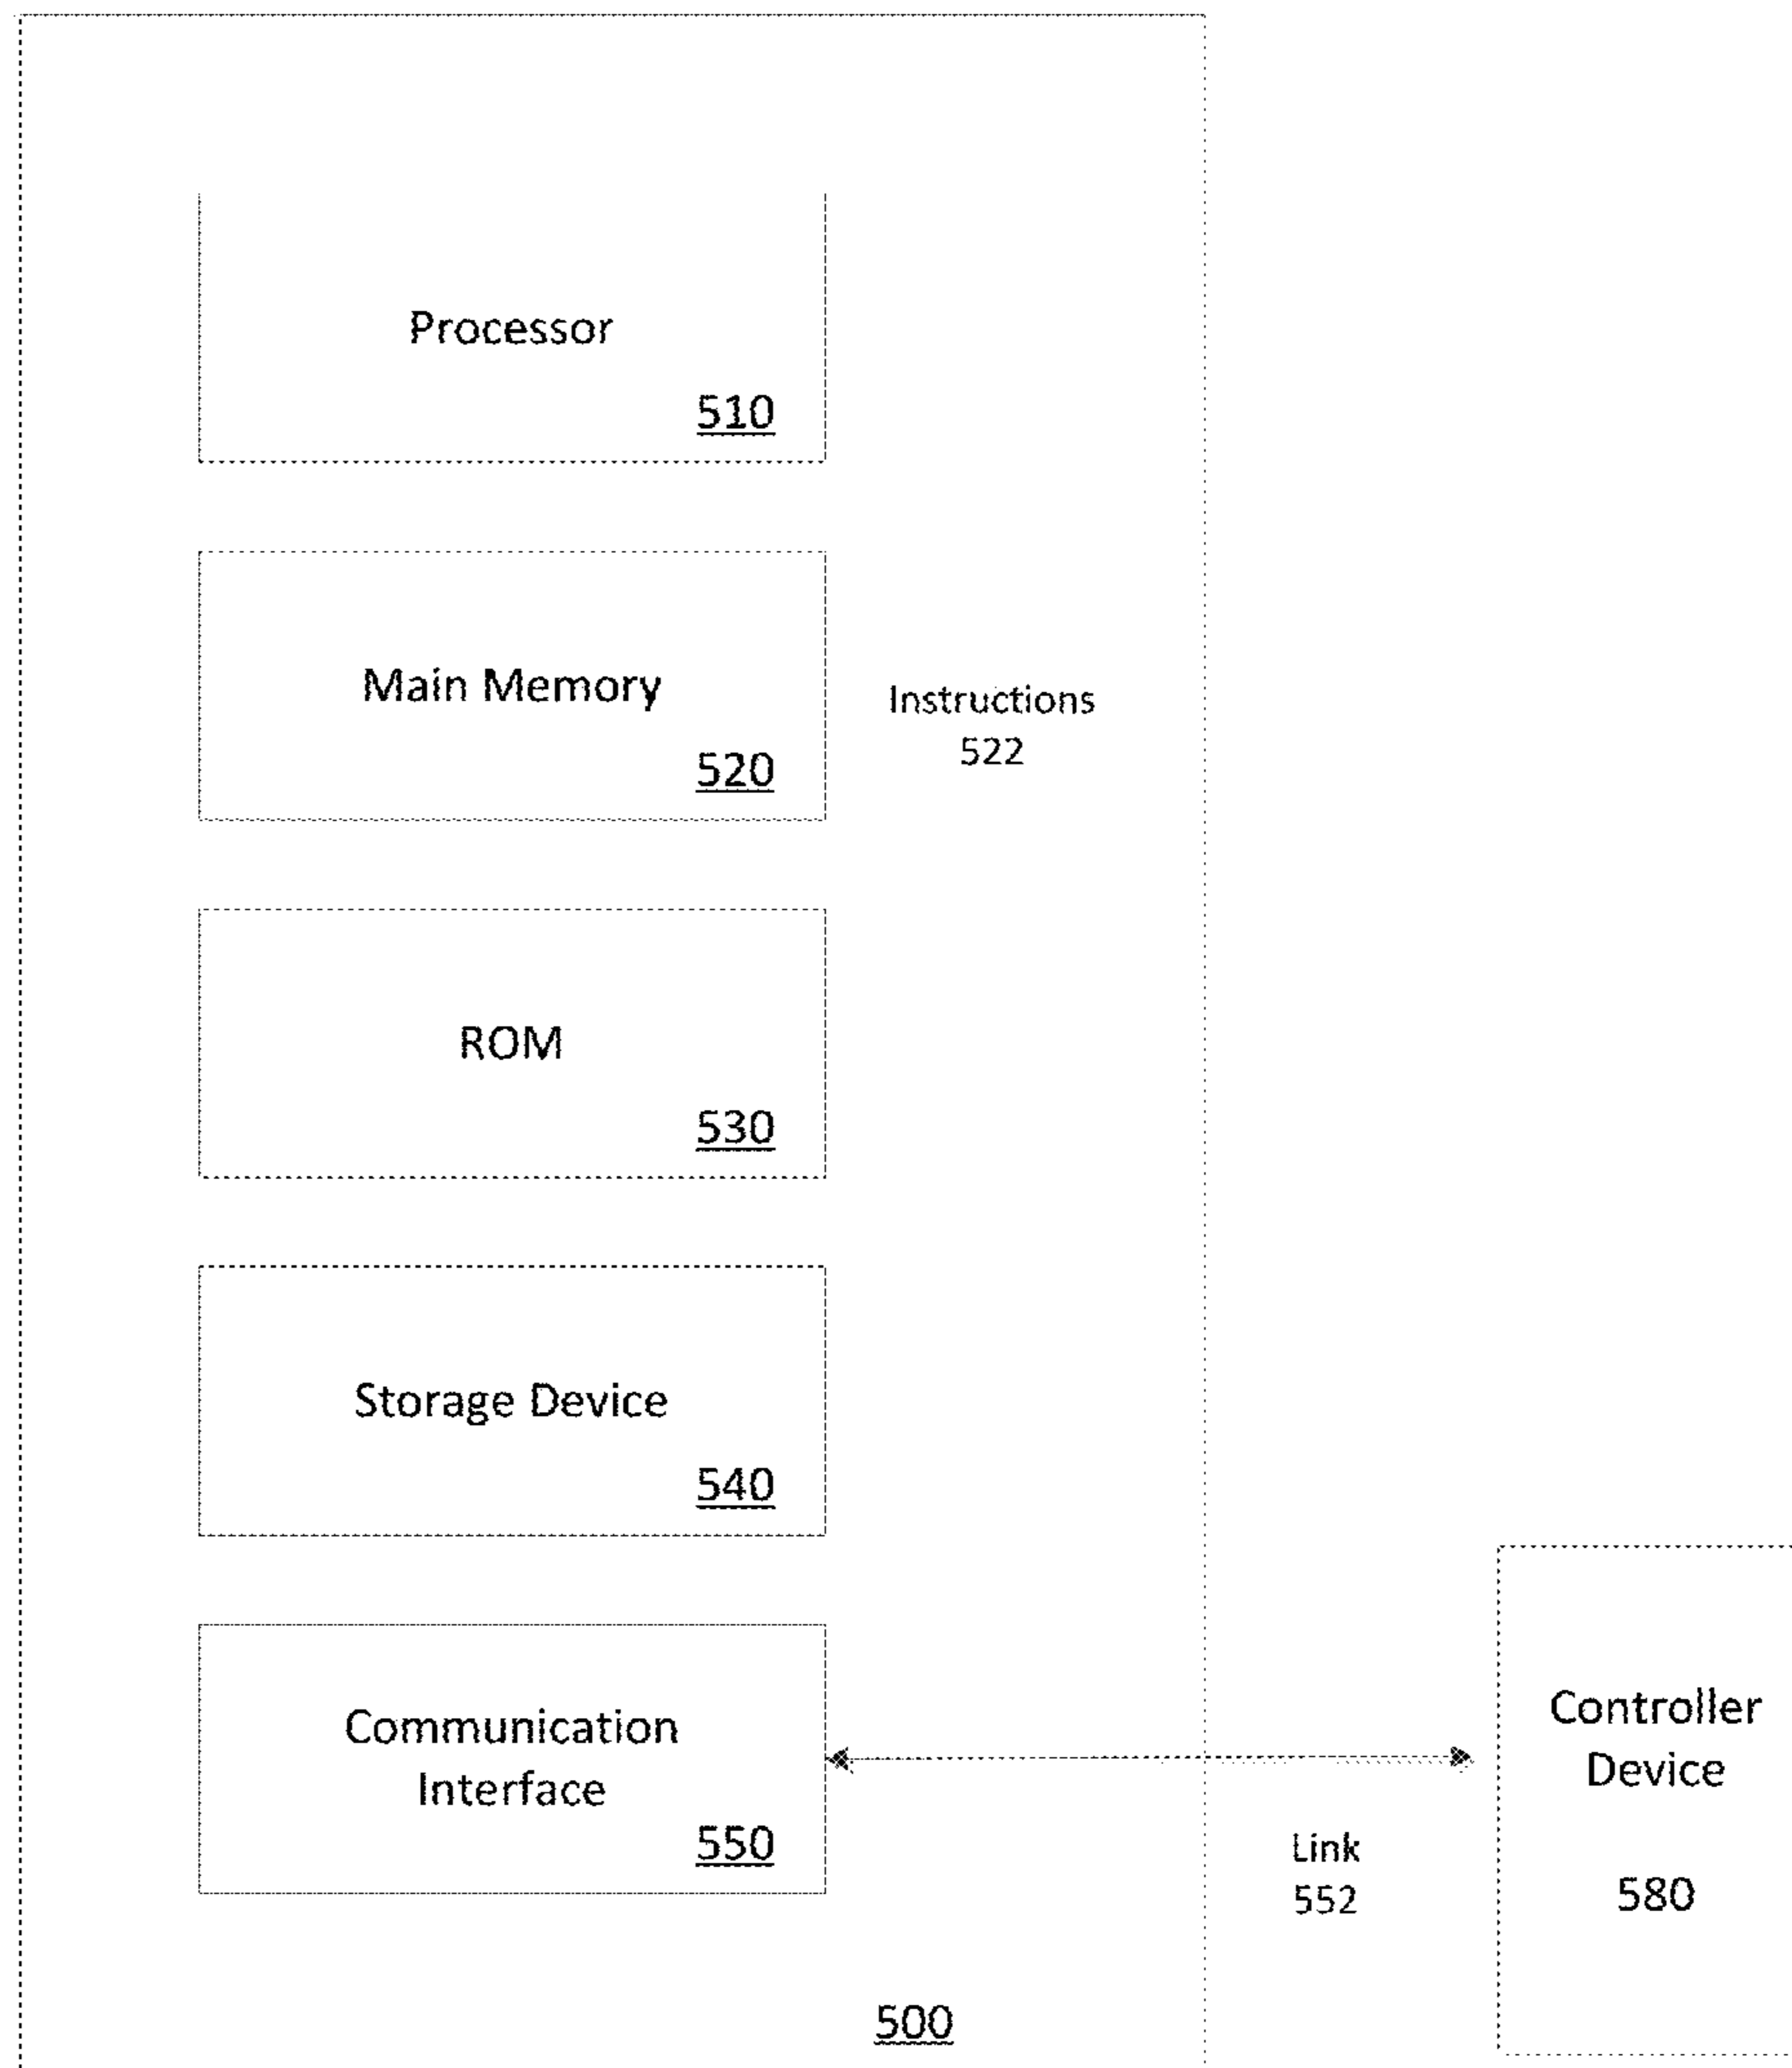 Processor
510
Main Memory
520
Instructions
522
ROM
530
Storage Device
540
Communication
Interface
550
Link
552
Controller
Device
580
500